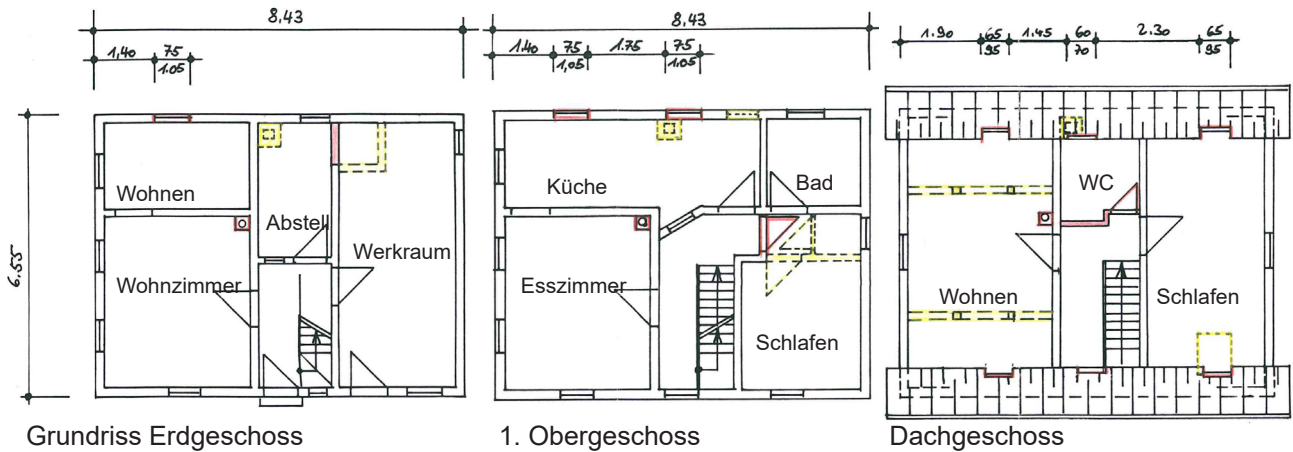 8.43
1,40 75
1.05
6.55
Wohnen
Abstell
Werkraum
Wohnzimmer
Grundriss Erdgeschoss
8.43
1.40 75 1.75 75
1,05 1.05
Küche
Bad
Esszimmer
Schlafen
1. Obergeschoss
1.90 65 1.45 60 2.30 65
95 70 95
WC
Wohnen
Schlafen
Dachgeschoss